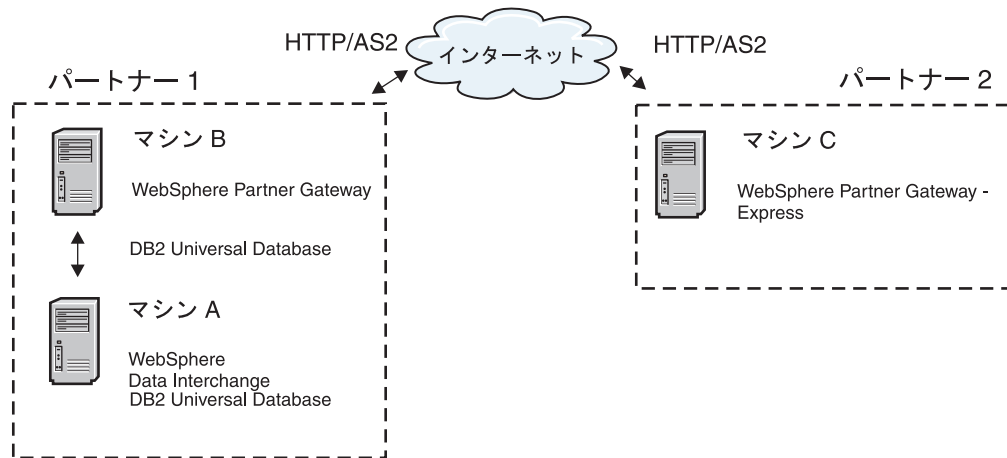 HTTP/AS2
インターネット
HTTP/AS2
パートナー 1
パートナー 2
マシン B
WebSphere Partner Gateway
DB2 Universal Database
マシン A
WebSphere
Data Interchange
DB2 Universal Database
マシン C
WebSphere Partner Gateway -
Express